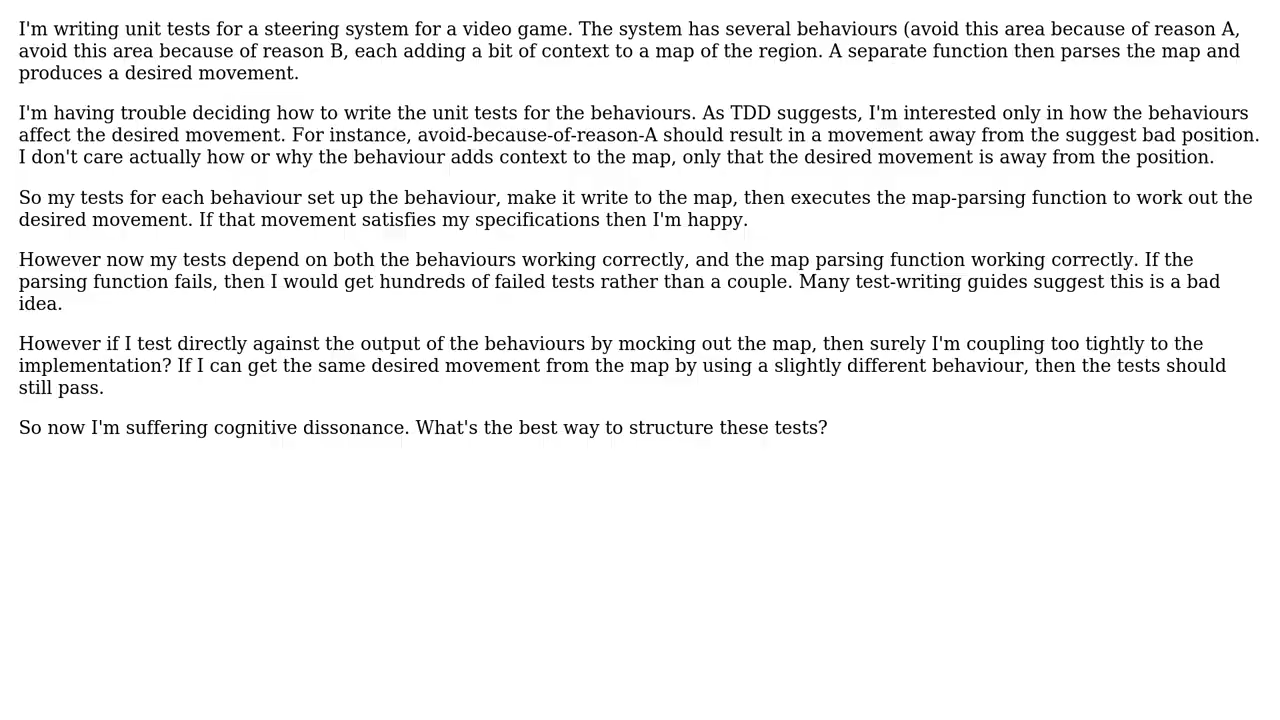 I'm writing unit tests for a steering system for a video game. The system has several behaviours (avoid this area because of reason A,
avoid this area because of reason B, each adding a bit of context to a map of the region. A separate function then parses the map and
produces a desired movement.
I'm having trouble deciding how to write the unit tests for the behaviours. As TDD suggests, I'm interested only in how the behaviours
affect the desired movement. For instance, avoid-because-of-reason-A should result in a movement away from the suggest bad position.
I don't care actually how or why the behaviour adds context to the map, only that the desired movement is away from the position.
So my tests for each behaviour set up the behaviour, make it write to the map, then executes the map-parsing function to work out the
desired movement. If that movement satisfies my specifications then I'm happy.
However now my tests depend on both the behaviours working correctly, and the map parsing function working correctly. If the
parsing function fails, then I would get hundreds of failed tests rather than a couple. Many test-writing guides suggest this is a bad
idea.
However if I test directly against the output of the behaviours by mocking out the map, then surely I'm coupling too tightly to the
implementation? If I can get the same desired movement from the map by using a slightly different behaviour, then the tests should
still pass.
So now I'm suffering cognitive dissonance. What's the best way to structure these tests?